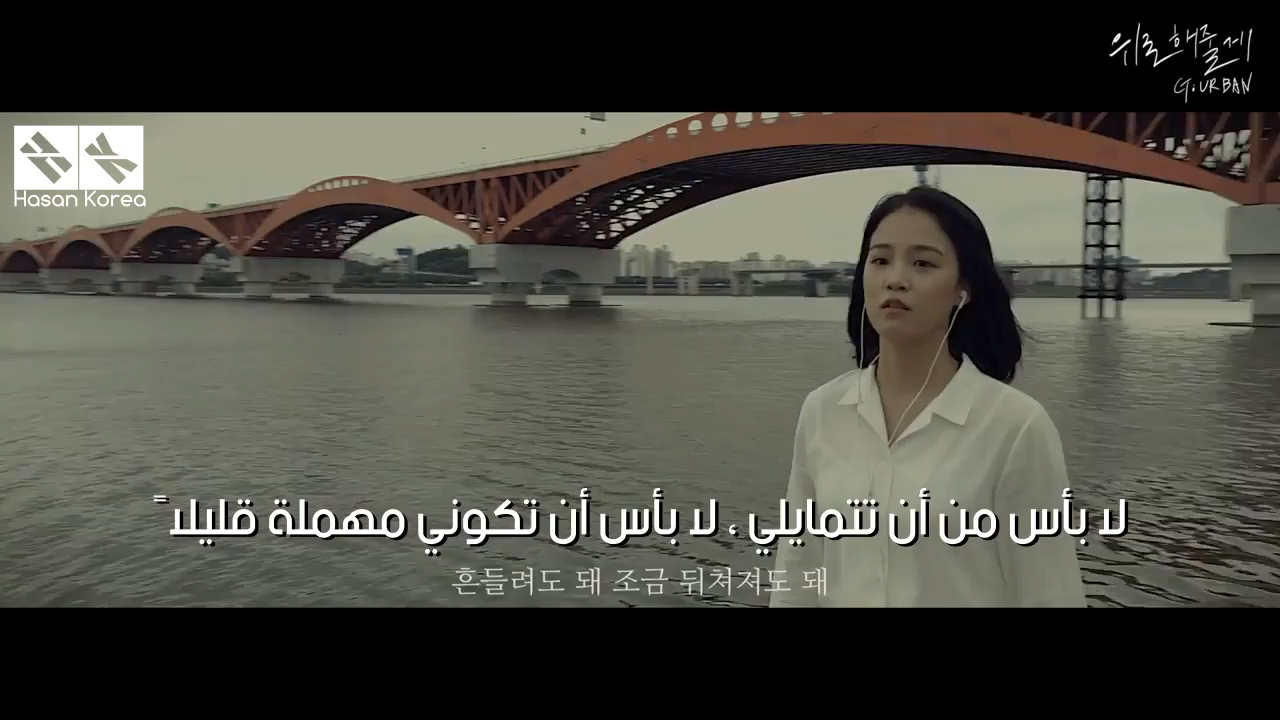 위로해줄게
G.URBAN
Hasan Korea
لا بأس من أن تتمايلي ، لا بأس أن تكوني مهملة قليلا ً
흔들려도 돼 조금 뒤쳐져도 돼